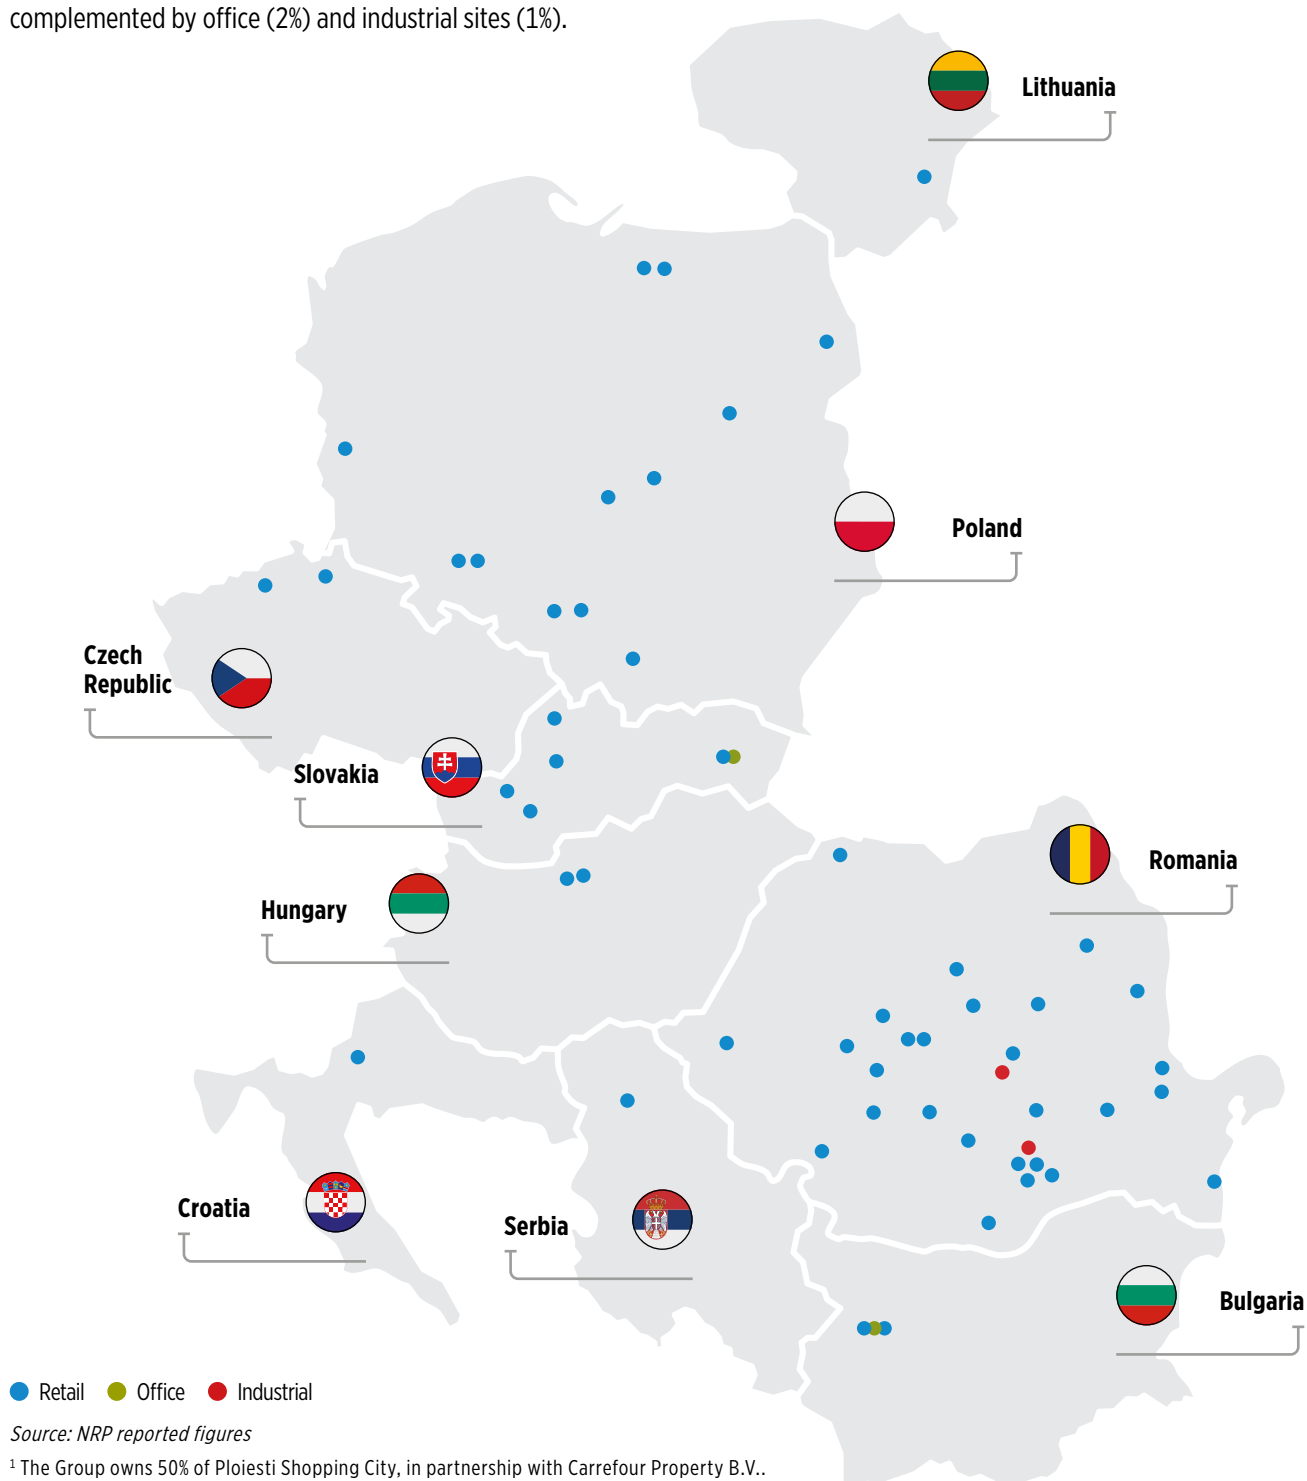 complemented by office (2%) and industrial sites (1%).
Lithuania
Poland
Czech
Republic
Slovakia
Hungary
Romania
Croatia
Serbia
Bulgaria
Retail Office Industrial
Source: NRP reported figures
1 The Group owns 50% of Ploiesti Shopping City, in partnership with Carrefour Property B.V..